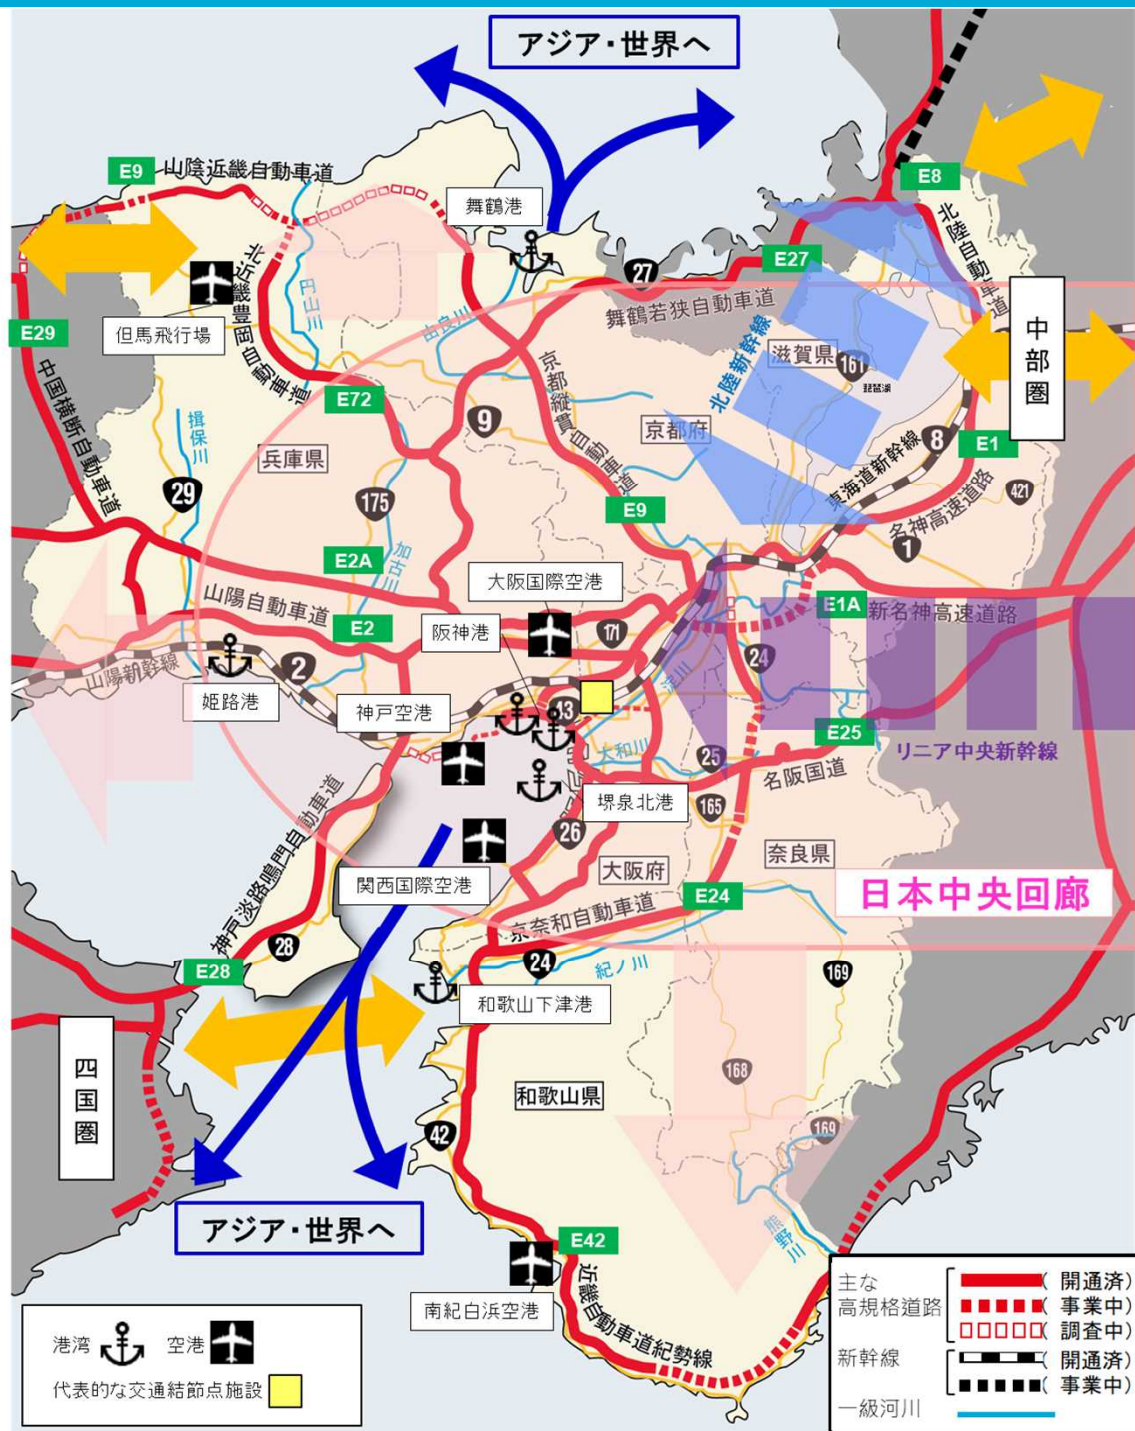 アジア・世界へ
E9
山陰近畿自動車道
E8
北陸自動車道
舞鶴港
27
E27
舞鶴若狭自動車道
北近畿豊岡自動車道
円山川
由良川
但馬飛行場
E29
中国横断自動車道
E72
9
京都縦貫
自動車道
北陸新幹線
滋賀県
161
琵琶湖
中部圏
京都府
兵庫県
揖保川
29
175
E2A
加古川
E9
東海道新幹線
8
E1
名神高速道路
421
1
大阪国際空港
山陽自動車道
E2
阪神港
171
E1A
新名神高速道路
24
淀川
山陽新幹線
2
姫路港
神戸空港
43
大和川
25
E25
名阪国道
リニア中央新幹線
堺泉北港
165
26
大阪府
奈良県
関西国際空港
神戸淡路鳴門自動車道
28
E28
E24
京奈和自動車道
24
紀ノ川
日本中央回廊
169
和歌山下津港
四国圏
168
和歌山県
169
42
熊野川
アジア・世界へ
E42
近畿自動車道紀勢線
南紀白浜空港
港湾
空港
代表的な交通結節点施設
主な
高規格道路
( 開通済)
( 事業中)
( 調査中)
新幹線
( 開通済)
( 事業中)
一級河川